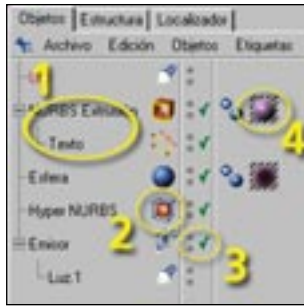 Objetos Estructura Localizador
Archivo Edición Objetos Etiquetas
1
NURBS Extrusión
Texto
4
Esfera
Hyper NURBS
2
Emisor
3
Luz.1